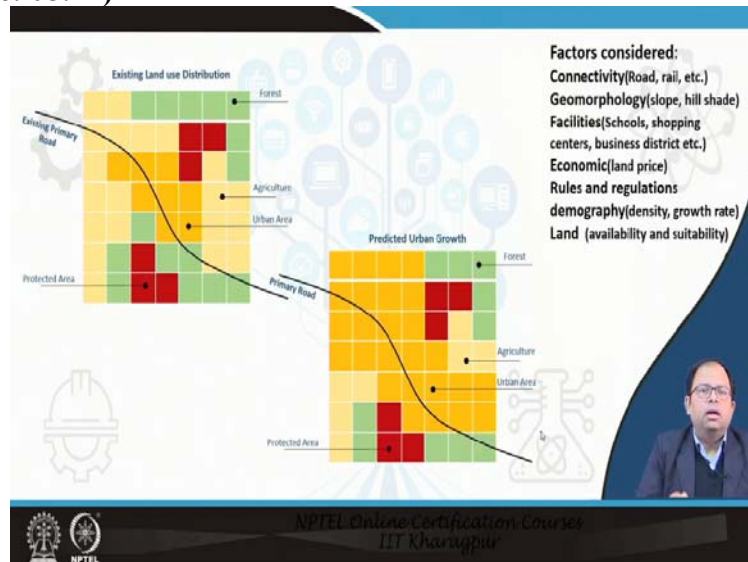 Existing Land use Distribution
Forest
Existing Primary
Road
Agriculture
Urban Area
Protected Area
Predicted Urban Growth
Forest
Primary Road
Agriculture
Urban Area
Protected Area
Factors considered:
Connectivity(Road, rail, etc.)
Geomorphology(slope, hill shade)
Facilities(Schools, shopping
centers, business district etc.)
Economic(land price)
Rules and regulations
demography(density, growth rate)
Land (availability and suitability)
NPTEL Online Certification Courses
IIT Kharagpur
NPTEL